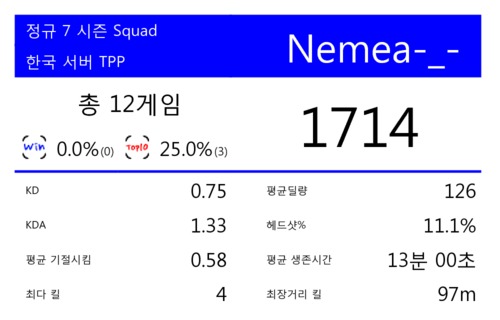 정규 7 시즌 Squad
한국 서버 TPP
Nemea-_-
총 12게임
Win 0.0%(0) TOP10 25.0%(3)
1714
KD 0.75
평균딜량 126
KDA 1.33
헤드샷% 11.1%
평균 기절시킴 0.58
평균 생존시간 13분 00초
최다 킬 4
최장거리 킬 97m